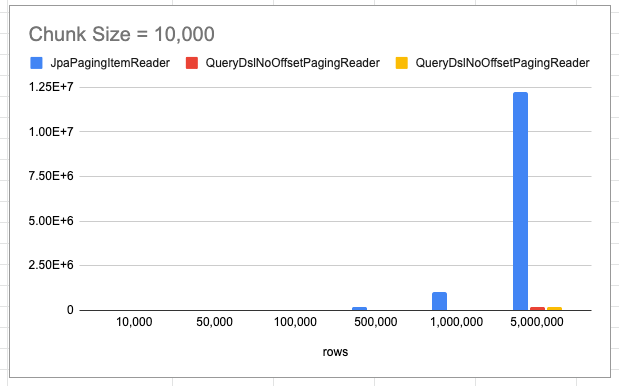 Chunk Size = 10,000
JpaPagingItemReader QueryDslNoOffsetPagingReader QueryDslNoOffsetPagingReader
1.25E+7
1.00E+7
7.50E+6
5.00E+6
2.50E+6
0
10,000 50,000 100,000 500,000 1,000,000 5,000,000
rows